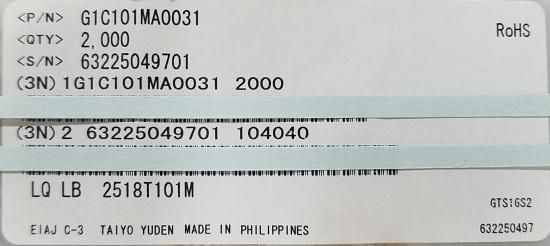 <P/N> G1C101MA0031
<QTY> 2,000
RoHS
<S/N> 63225049701
(3N) 1G1C101MA0031 2000
(3N) 2 63225049701 104040
LQ LB 2518T101M
GTS16S2
EIAJ C-3 TAIYO YUDEN MADE IN PHILIPPINES
632250497